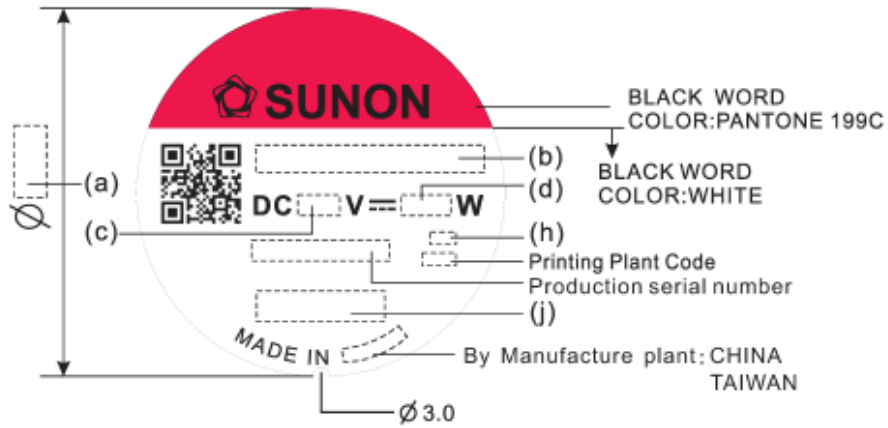 SUNON
BLACK WORD
COLOR:PANTONE 199C
BLACK WORD
COLOR:WHITE
(a)
(b)
(d)
DC V⎓ W
(c)
(h)
Printing Plant Code
Production serial number
(j)
MADE IN
By Manufacture plant: CHINA
TAIWAN
Ø
Ø 3.0